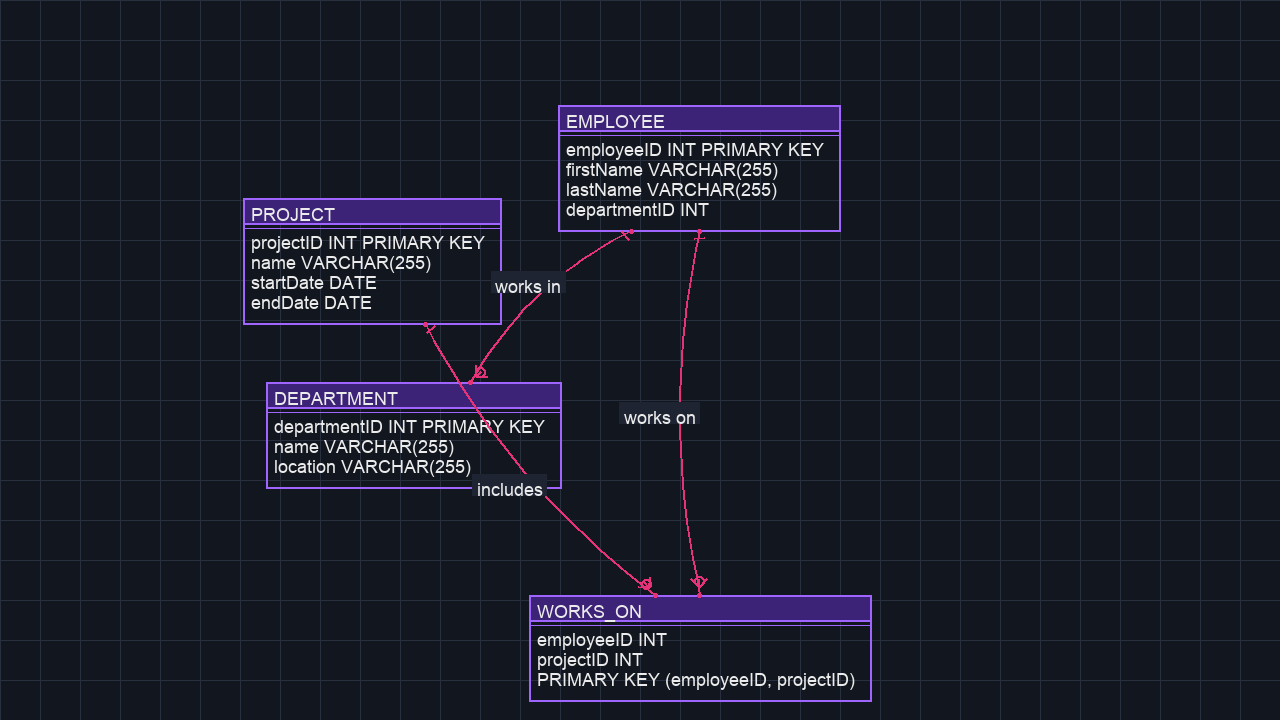 EMPLOYEE
employeeID INT PRIMARY KEY
firstName VARCHAR(255)
lastName VARCHAR(255)
departmentID INT
PROJECT
projectID INT PRIMARY KEY
name VARCHAR(255)
startDate DATE
endDate DATE
works in
DEPARTMENT
departmentID INT PRIMARY KEY
name VARCHAR(255)
location VARCHAR(255)
works on
includes
WORKS_ON
employeeID INT
projectID INT
PRIMARY KEY (employeeID, projectID)